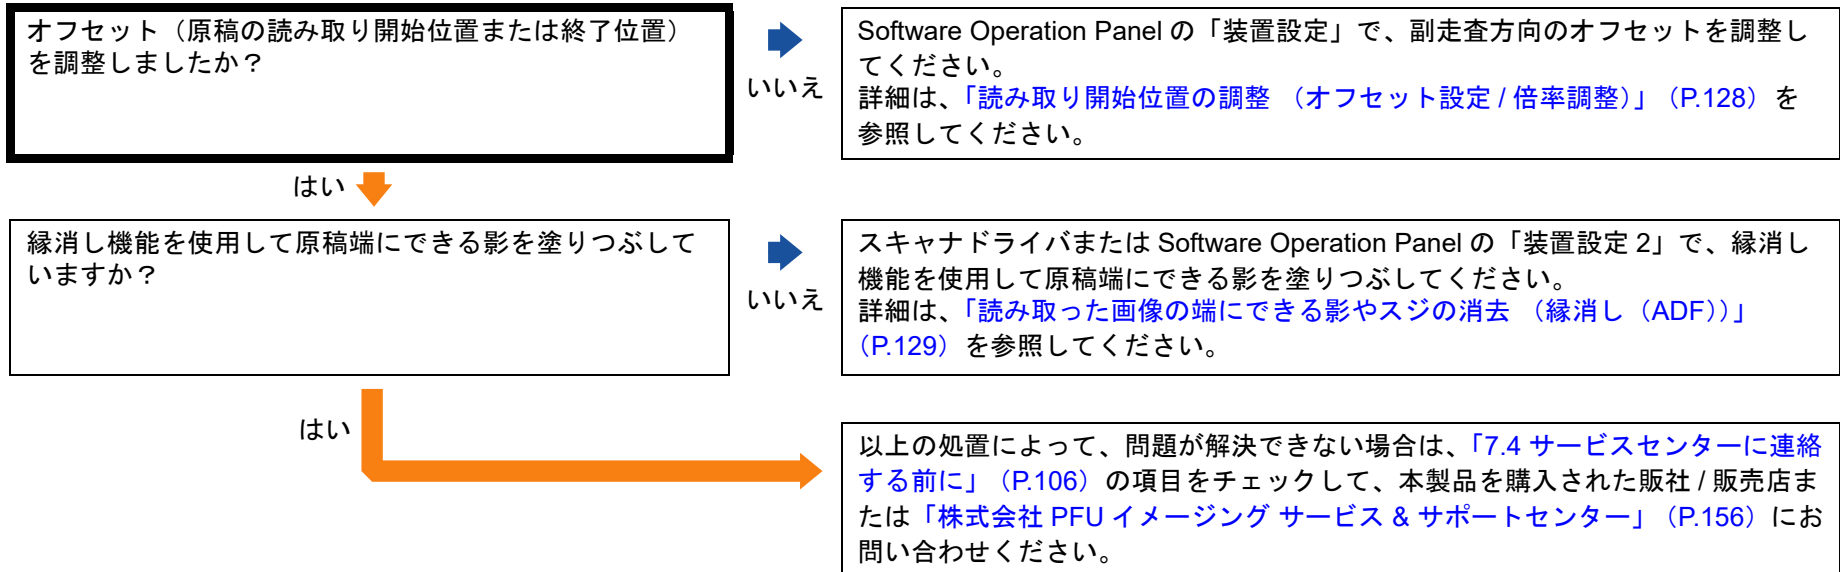 オフセット（原稿の読み取り開始位置または終了位置）
を調整しましたか？
いいえ
Software Operation Panel の「装置設定」で、副走査方向のオフセットを調整し
てください。
詳細は、「読み取り開始位置の調整 （オフセット設定 / 倍率調整）」（P.128）を
参照してください。
はい
縁消し機能を使用して原稿端にできる影を塗りつぶして
いますか？
いいえ
スキャナドライバまたは Software Operation Panel の「装置設定 2」で、縁消し
機能を使用して原稿端にできる影を塗りつぶしてください。
詳細は、「読み取った画像の端にできる影やスジの消去 （縁消し（ADF））」
（P.129）を参照してください。
はい
以上の処置によって、問題が解決できない場合は、「7.4 サービスセンターに連絡
する前に」（P.106）の項目をチェックして、本製品を購入された販社 / 販売店ま
たは「株式会社 PFU イメージング サービス & サポートセンター」（P.156）にお
問い合わせください。